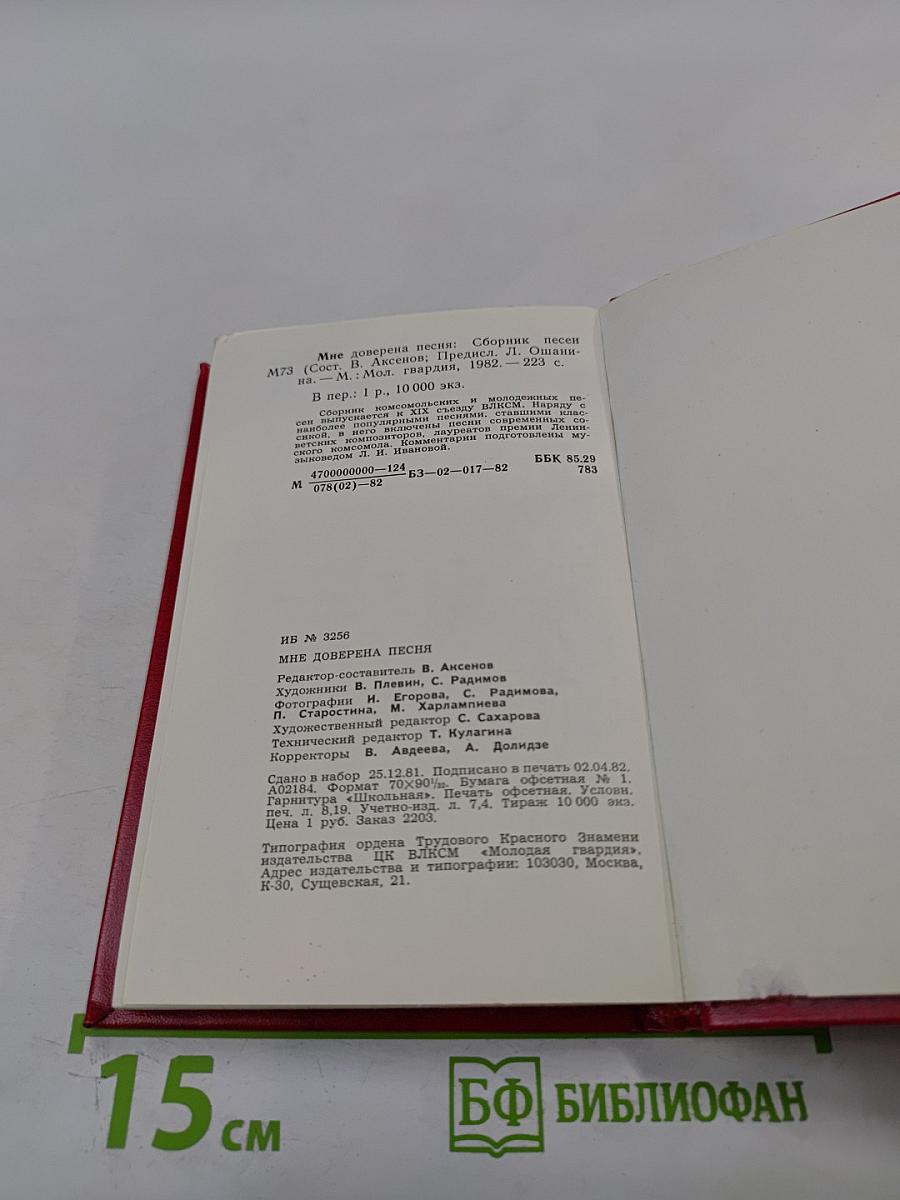 Мне доверена песня: Сборник песен
М73 (Сост. В. Аксенов; Предисл. Л. Ошани-
на. — М. : Мол. гвардия, 1982. — 223 с.
В пер.: 1 р., 10 000 экз.
Сборник комсомольских и молодежных пе-
сен выпускается к XIX съезду ВЛКСМ. Наряду с
наиболее популярными песнями, ставшими клас-
сикой, в него включены песни современных со-
ветских композиторов, лауреатов премии Ленин-
ского комсомола. Комментарии подготовлены му-
зыковедом Л. И. Ивановой.
М 4700000000—124 БЗ—02—017—82 ББК 85.29
078(02)—82 783
ИБ № 3256
МНЕ ДОВЕРЕНА ПЕСНЯ
Редактор-составитель В. Аксенов
Художники В. Плевин, С. Радимов
Фотографии И. Егорова, С. Радимова,
П. Старостина, М. Харлампиева
Художественный редактор С. Сахарова
Технический редактор Т. Кулагина
Корректоры В. Авдеева, А. Долидзе
Сдано в набор 25.12.81. Подписано в печать 02.04.82.
А02184. Формат 70×90¹/₃₂. Бумага офсетная № 1.
Гарнитура «Школьная». Печать офсетная. Условн.
печ. л. 8,19. Учетно-изд. л. 7,4. Тираж 10 000 экз.
Цена 1 руб. Заказ 2203.
Типография ордена Трудового Красного Знамени
издательства ЦК ВЛКСМ «Молодая гвардия».
Адрес издательства и типографии: 103030, Москва,
К-30, Сущевская, 21.
15 см
БФ БИБЛИОФАН